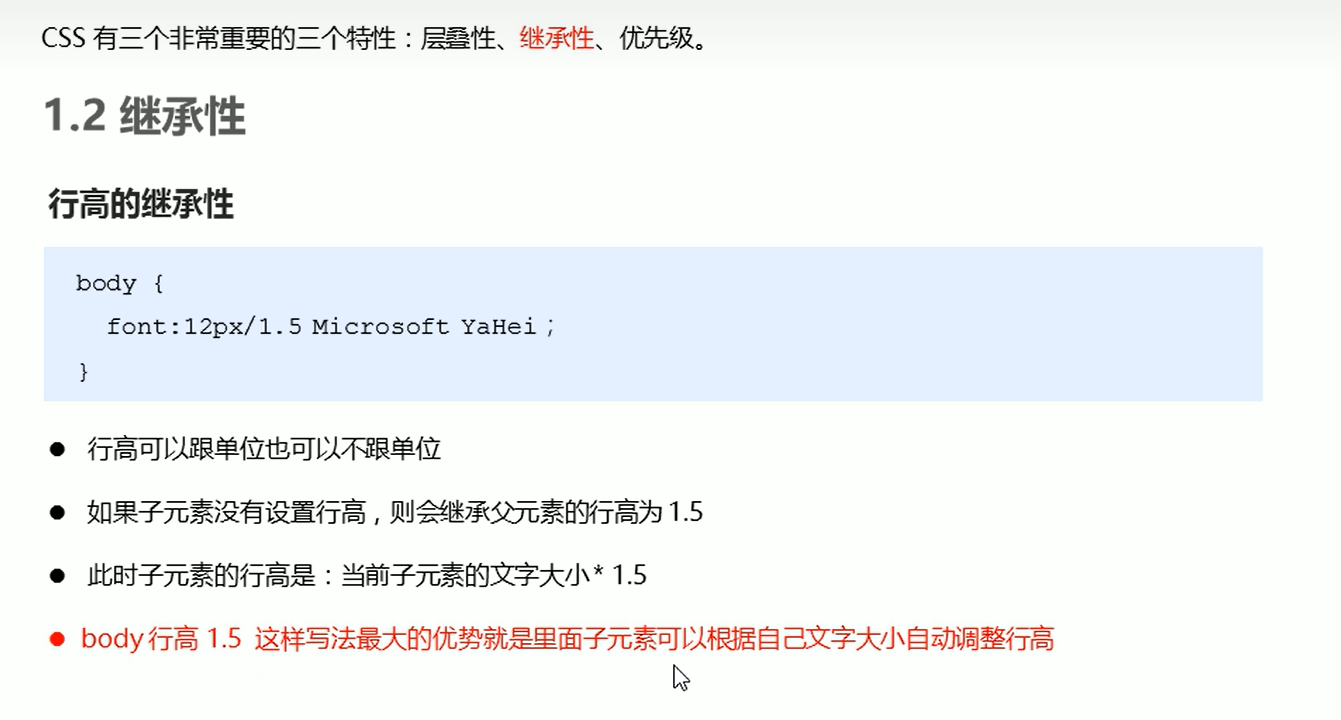 CSS 有三个非常重要的三个特性：层叠性、继承性、优先级。
1.2 继承性
行高的继承性
body {
font:12px/1.5 Microsoft YaHei；
}
● 行高可以跟单位也可以不跟单位
● 如果子元素没有设置行高，则会继承父元素的行高为 1.5
● 此时子元素的行高是：当前子元素的文字大小* 1.5
● body 行高 1.5 这样写法最大的优势就是里面子元素可以根据自己文字大小自动调整行高